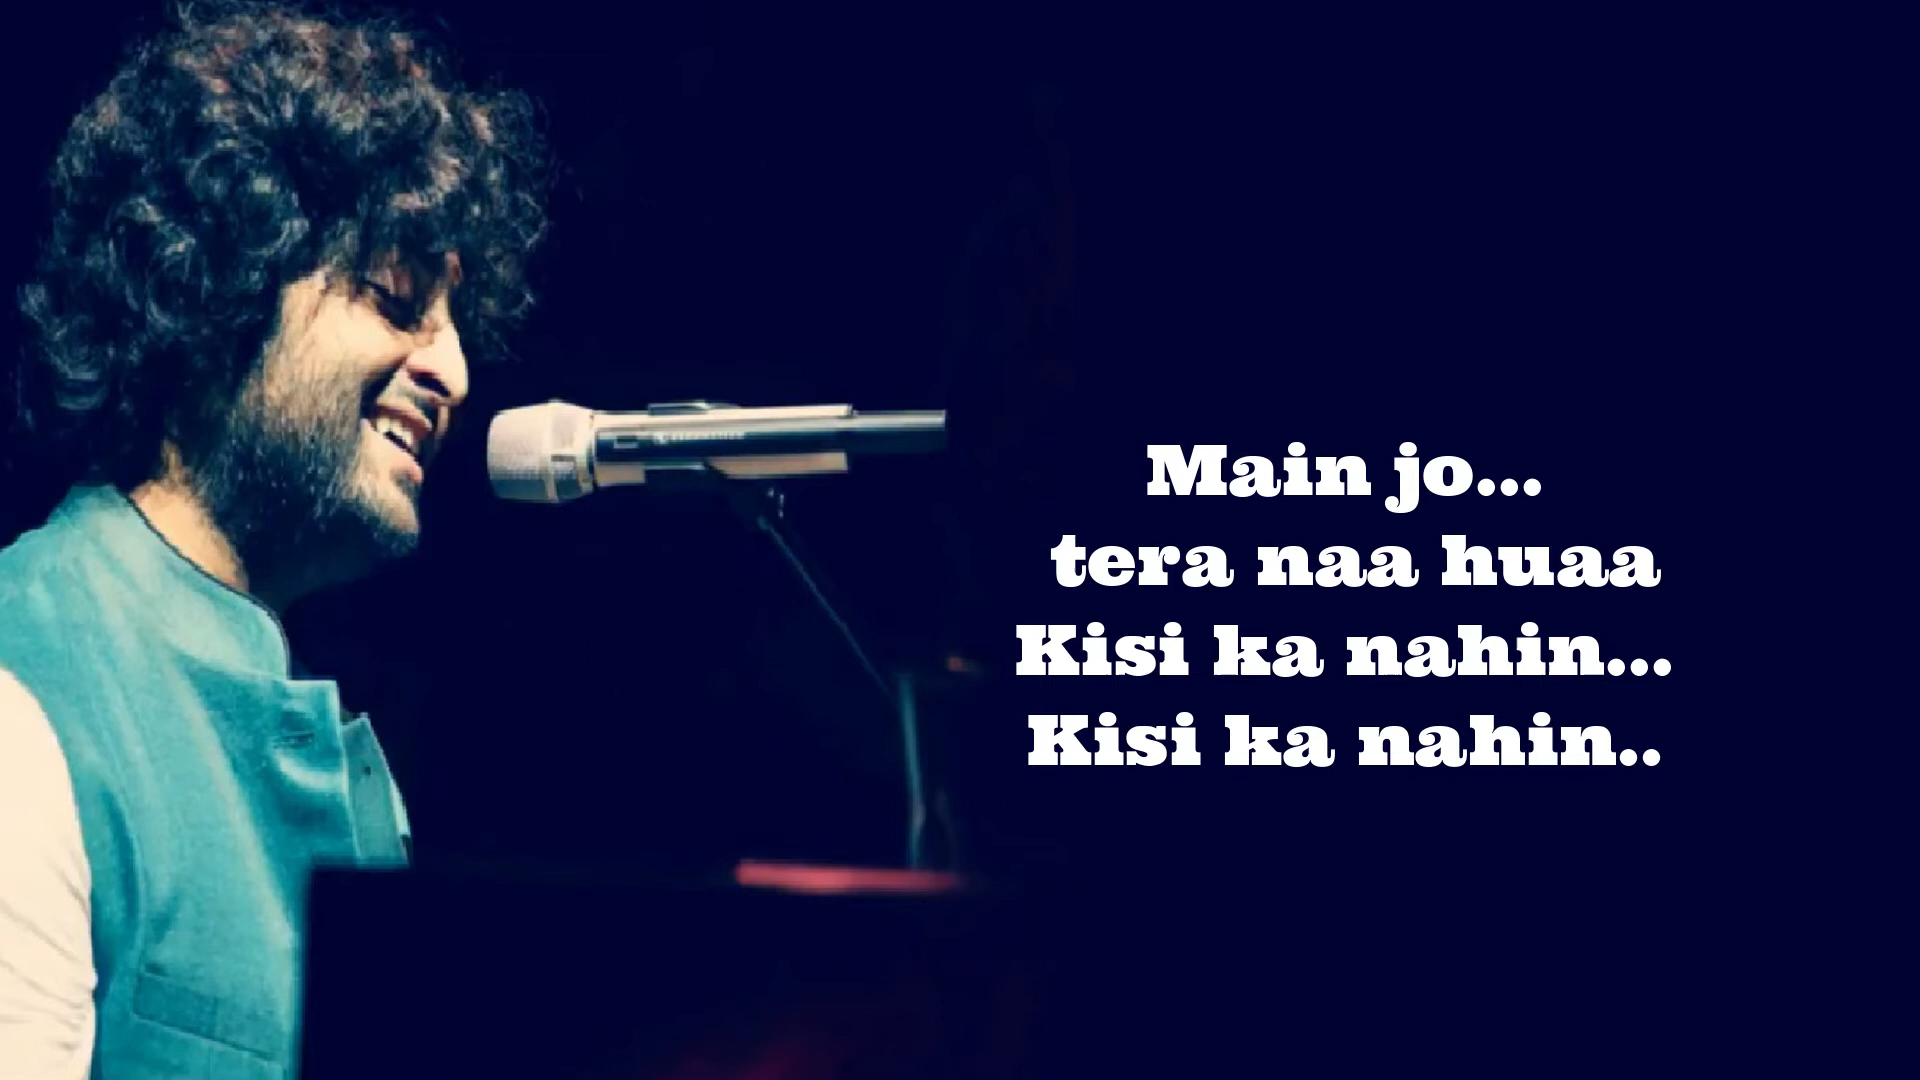 Main jo...
tera naa huaa
Kisi ka nahin...
Kisi ka nahin..